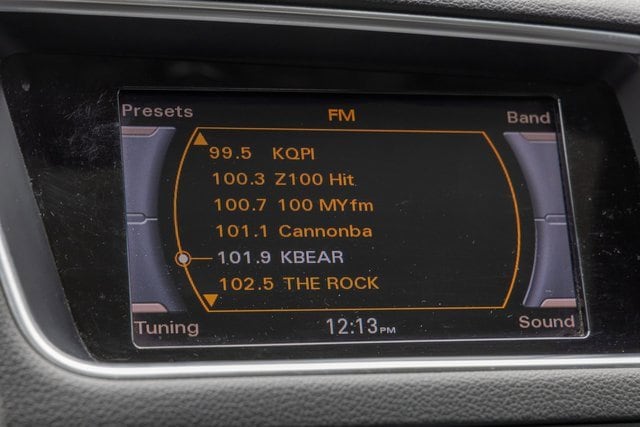 Presets FM Band
99.5 KQPI
100.3 Z100 Hit
100.7 100 MYfm
101.1 Cannonba
101.9 KBEAR
102.5 THE ROCK
Tuning 12:13PM Sound